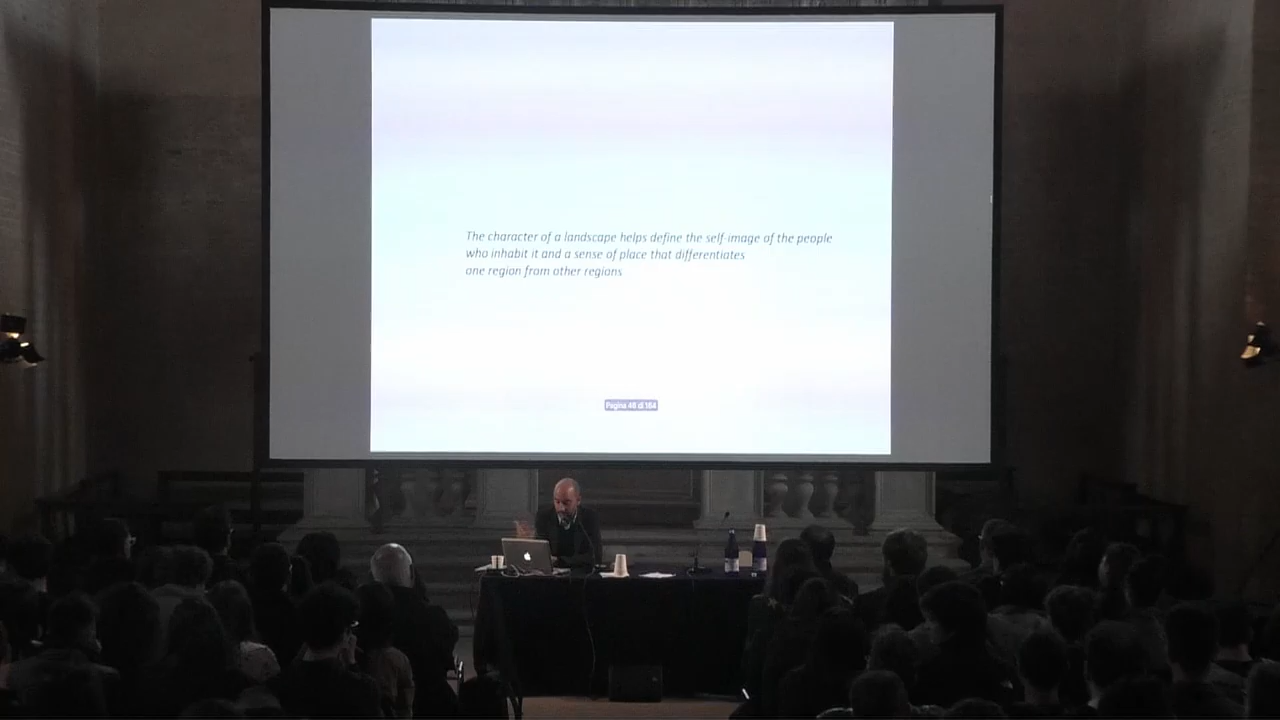 The character of a landscape helps define the self-image of the people
who inhabit it and a sense of place that differentiates
one region from other regions
Pagina 46 di 164